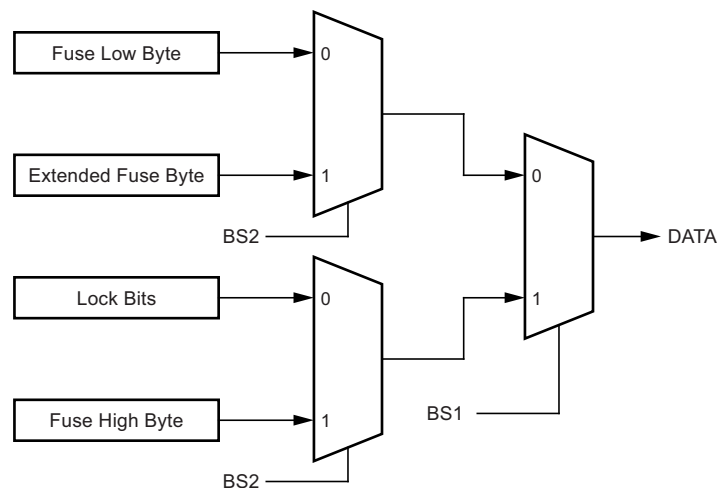 Fuse Low Byte
0
Extended Fuse Byte
1
0
BS2
DATA
Lock Bits
0
1
Fuse High Byte
1
BS1
BS2